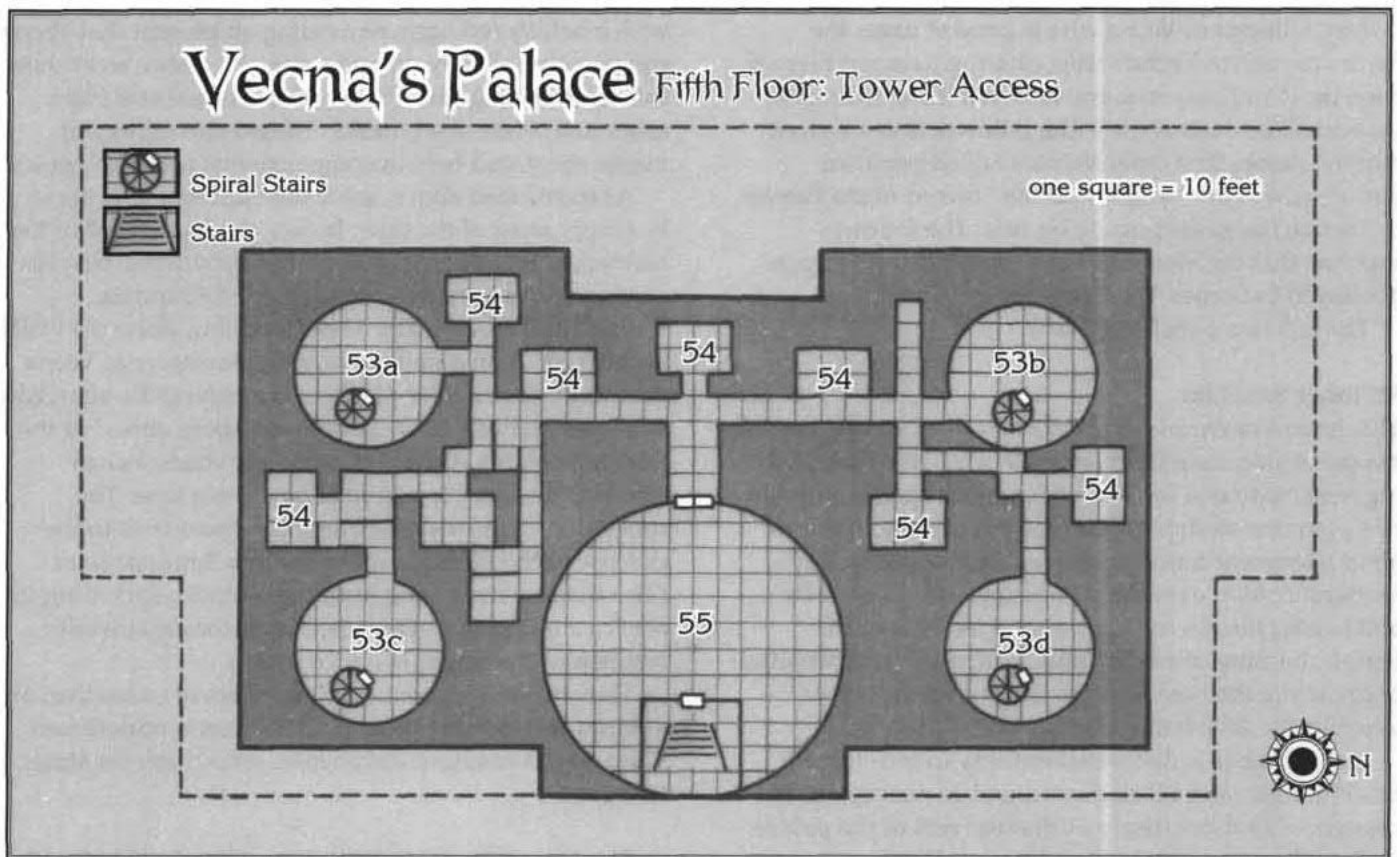 Vecna's Palace Fifth Floor: Tower Access
Spiral Stairs
one square = 10 feet
Stairs
54
53a
54
54
54
53b
54
54
54
53c
55
53d
N